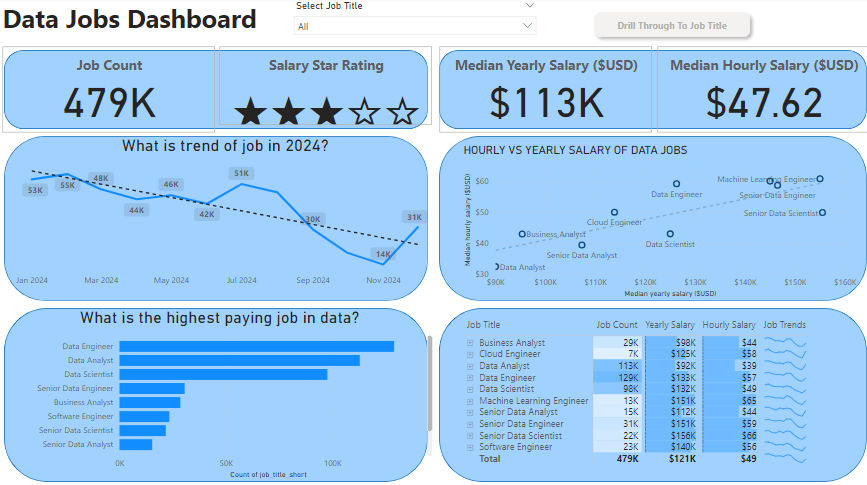 Data Jobs Dashboard
Select Job Title
All
Drill Through To Job Title
Job Count
479K
Salary Star Rating
Median Yearly Salary ($USD)
$113K
Median Hourly Salary ($USD)
$47.62
What is trend of job in 2024?
53K
55K
48K
44K
46K
42K
51K
30K
14K
31K
Jan 2024
Mar 2024
May 2024
Jul 2024
Sep 2024
Nov 2024
HOURLY VS YEARLY SALARY OF DATA JOBS
Median hourly salary ($USD)
$60
$50
$40
$30
Machine Learning Engineer
Data Engineer
Senior Data Engineer
Senior Data Scientist
Cloud Engineer
Business Analyst
Data Scientist
Senior Data Analyst
Data Analyst
$90K $100K $110K $120K $130K $140K $150K $160K
Median yearly salary ($USD)
What is the highest paying job in data?
Data Engineer
Data Analyst
Data Scientist
Senior Data Engineer
Business Analyst
Software Engineer
Senior Data Scientist
Senior Data Analyst
0K 50K 100K
Count of job_title_short
Job Title Job Count Yearly Salary Hourly Salary Job Trends
Business Analyst 29K $98K $44
Cloud Engineer 7K $125K $58
Data Analyst 113K $92K $39
Data Engineer 129K $133K $57
Data Scientist 98K $132K $49
Machine Learning Engineer 13K $151K $65
Senior Data Analyst 15K $112K $44
Senior Data Engineer 31K $151K $59
Senior Data Scientist 22K $156K $66
Software Engineer 23K $140K $56
Total 479K $121K $49